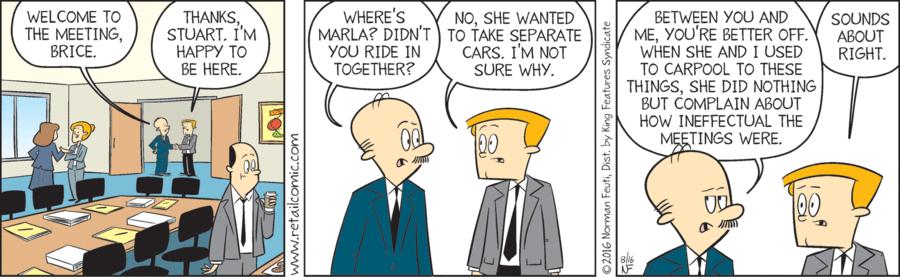 WELCOME TO
THE MEETING,
BRICE.
THANKS,
STUART. I'M
HAPPY TO
BE HERE.
www.retailcomic.com
WHERE'S
MARLA? DIDN'T
YOU RIDE IN
TOGETHER?
NO, SHE WANTED
TO TAKE SEPARATE
CARS. I'M NOT
SURE WHY.
©2016 Norman Feuti, Dist. by King Features Syndicate
BETWEEN YOU AND
ME, YOU'RE BETTER OFF.
WHEN SHE AND I USED
TO CARPOOL TO THESE
THINGS, SHE DID NOTHING
BUT COMPLAIN ABOUT
HOW INEFFECTUAL THE
MEETINGS WERE.
SOUNDS
ABOUT
RIGHT.
8/16
NF